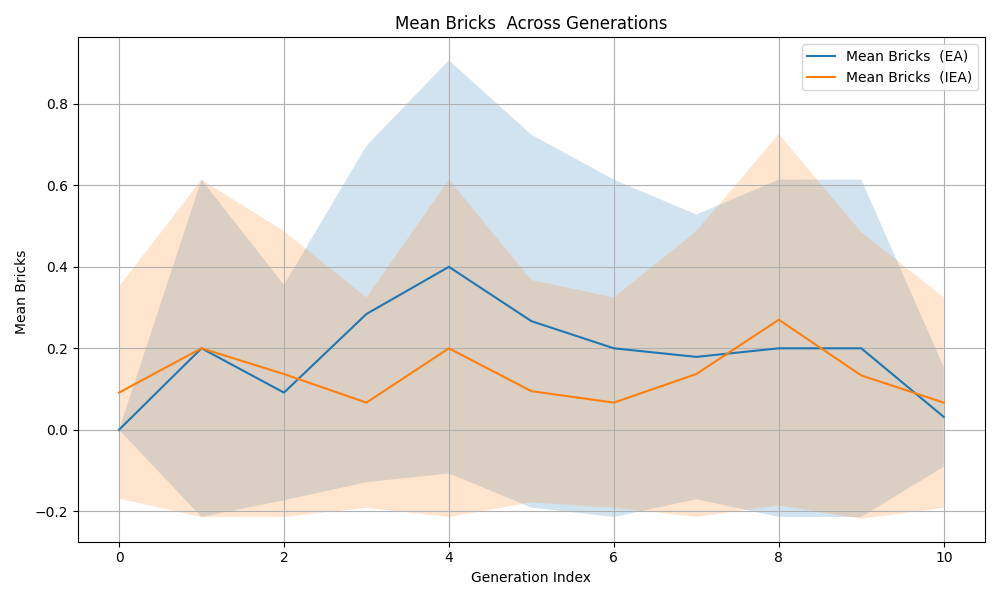 Mean Bricks  Across Generations
Mean Bricks  (EA)
Mean Bricks  (IEA)
Mean Bricks
0.8
0.6
0.4
0.2
0.0
−0.2
0 2 4 6 8 10
Generation Index